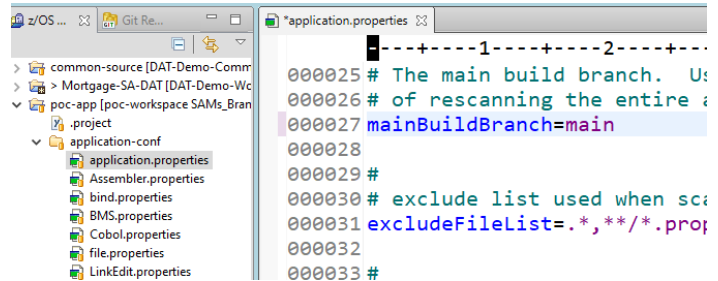 z/OS ...
Git Re...
common-source [DAT-Demo-Comm
> Mortgage-SA-DAT [DAT-Demo-Wo
poc-app [poc-workspace SAMs_Bran
.project
application-conf
application.properties
Assembler.properties
bind.properties
BMS.properties
Cobol.properties
file.properties
LinkEdit.properties
*application.properties
----+----1----+----2----+---
000025 # The main build branch.  Us
000026 # of rescanning the entire a
000027 mainBuildBranch=main
000028
000029 #
000030 # exclude list used when sca
000031 excludeFileList=.*,**/*.prop
000032
000033 #